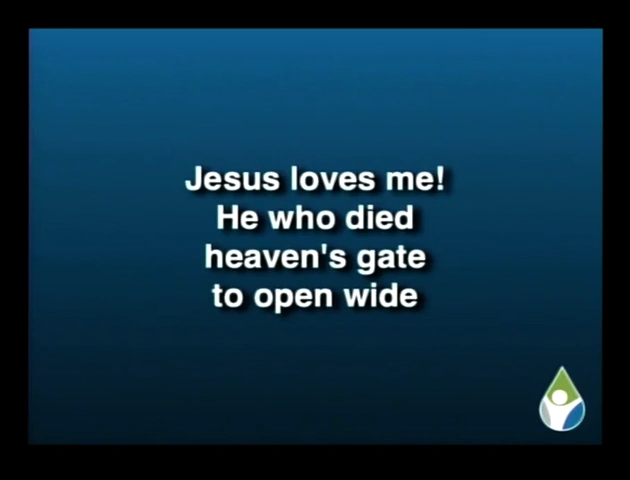 Jesus loves me!
He who died
heaven's gate
to open wide